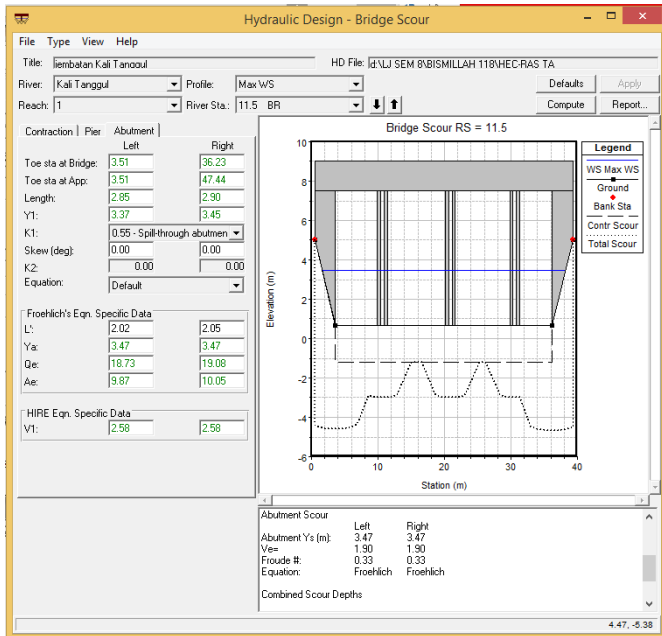 Hydraulic Design - Bridge Scour
File Type View Help
Title: Jembatan Kali Tanggul HD File: d:\LJ SEM 8\BISMILLAH 118\HEC-RAS TA
River: Kali Tanggul Profile: Max WS Defaults Apply
Reach: 1 River Sta.: 11.5 BR Compute Report...
Contraction Pier Abutment
Left Right
Toe sta at Bridge: 3.51 36.23
Toe sta at App: 3.51 47.44
Length: 2.85 2.90
Y1: 3.37 3.45
K1: 0.55 - Spill-through abutmen
Skew (deg): 0.00 0.00
K2: 0.00 0.00
Equation: Default
Froehlich's Eqn. Specific Data
L': 2.02 2.05
Ya: 3.47 3.47
Qe: 18.73 19.08
Ae: 9.87 10.05
HIRE Eqn. Specific Data
V1: 2.58 2.58
Bridge Scour RS = 11.5
Elevation (m)
10
8
6
4
2
0
-2
-4
-6
0 10 20 30 40
Station (m)
Legend
WS Max WS
Ground
Bank Sta
Contr Scour
Total Scour
Abutment Scour
Left Right
Abutment Ys (m): 3.47 3.47
Ve= 1.90 1.90
Froude #: 0.33 0.33
Equation: Froehlich Froehlich
Combined Scour Depths
4.47, -5.38